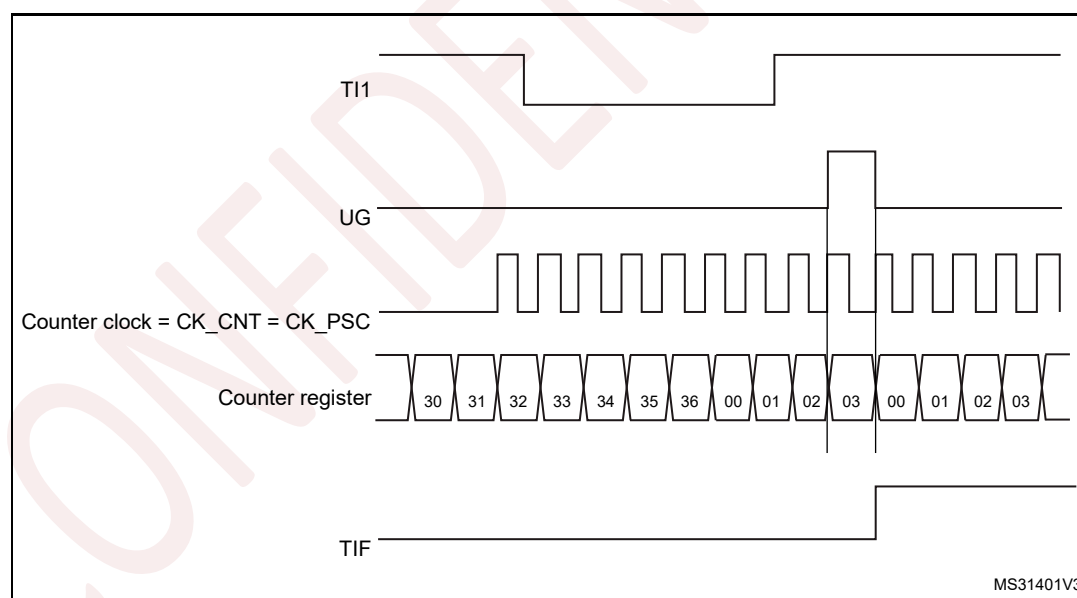 CONFIDEN
TI1
UG
Counter clock = CK_CNT = CK_PSC
Counter register
30 31 32 33 34 35 36 00 01 02 03 00 01 02 03
TIF
MS31401V3